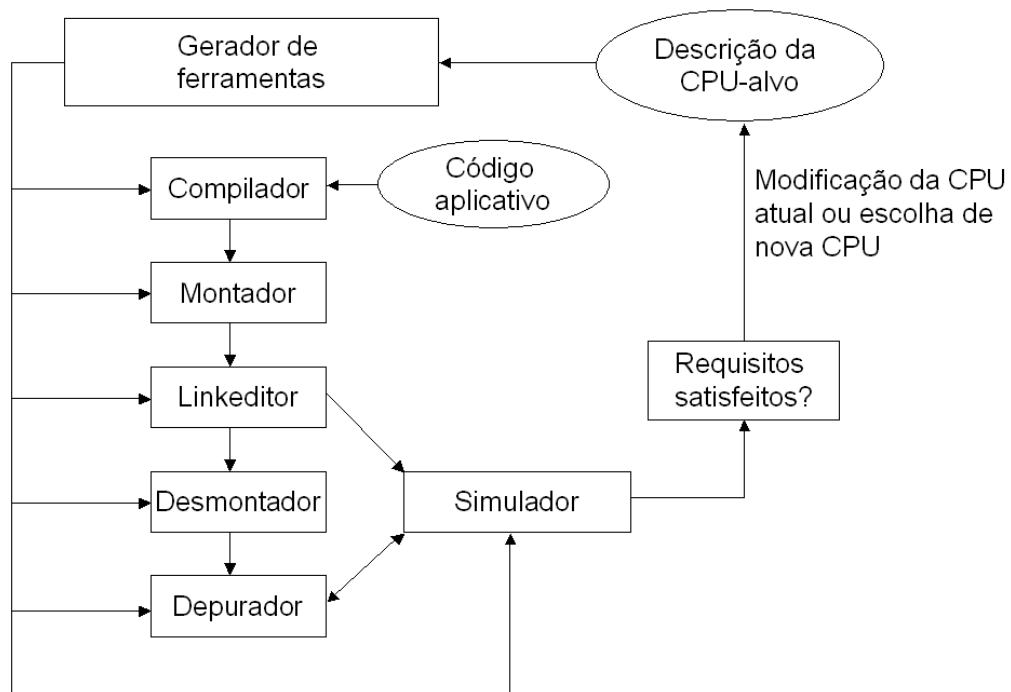 Gerador de
ferramentas
Descrição da
CPU-alvo
Compilador
Código
aplicativo
Modificação da CPU
atual ou escolha de
nova CPU
Montador
Linkeditor
Requisitos
satisfeitos?
Desmontador
Simulador
Depurador